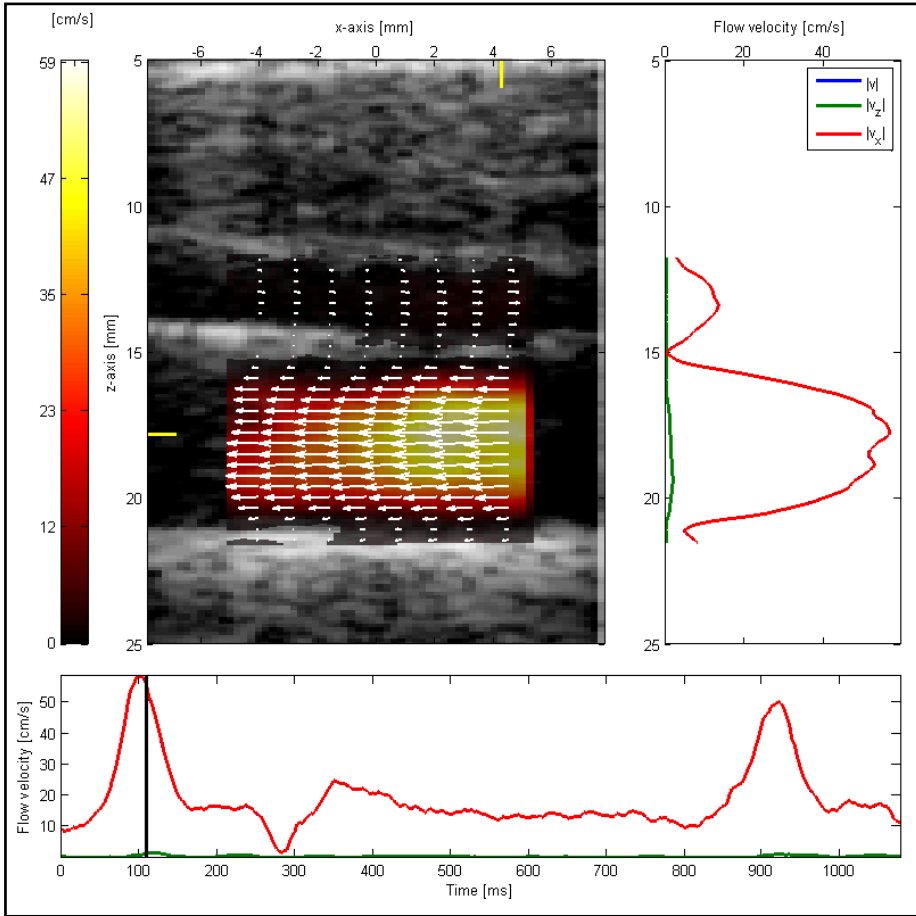 [cm/s]
x-axis [mm]
Flow velocity [cm/s]
-6 -4 -2 0 2 4 6
0 20 40
59
47
35
23
12
0
5
10
15
20
25
z-axis [mm]
5
10
15
20
25
|v|
|v_z|
|v_x|
50
40
30
20
10
Flow velocity [cm/s]
0 100 200 300 400 500 600 700 800 900 1000
Time [ms]